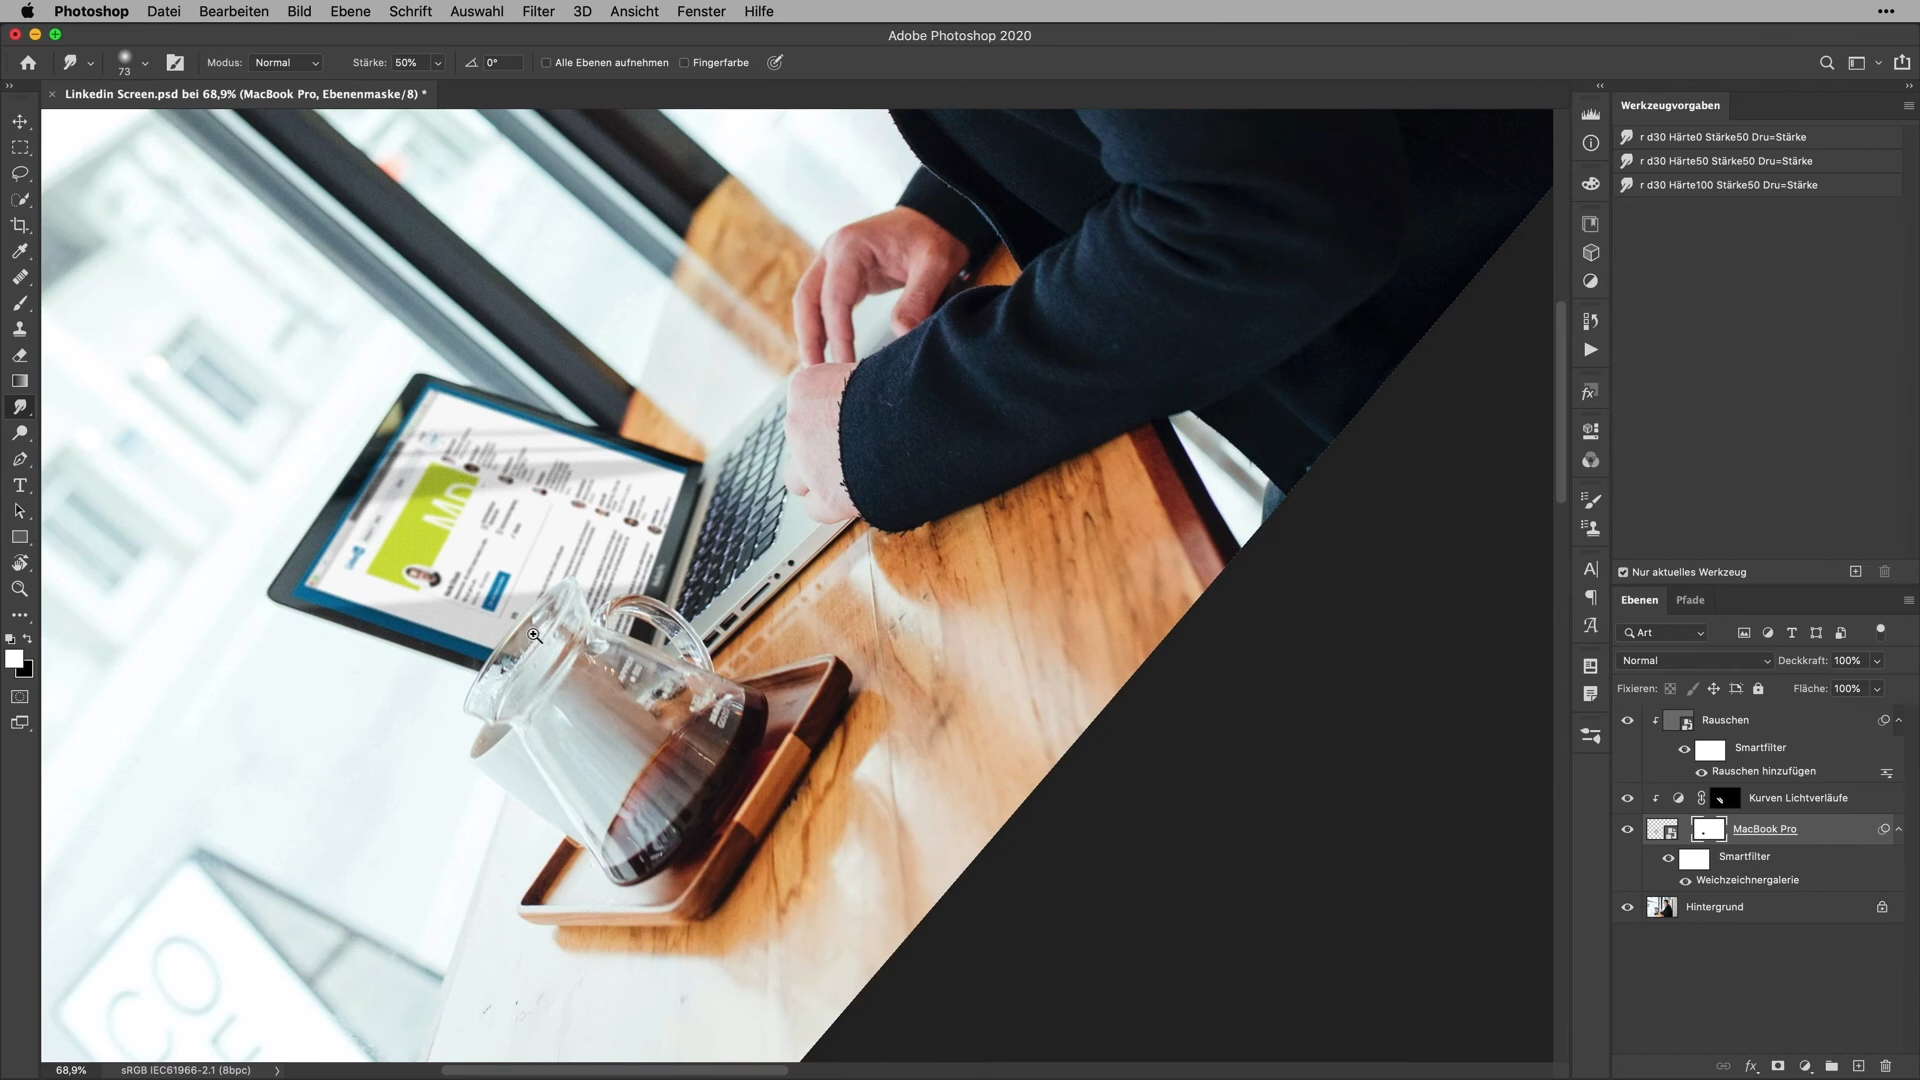 Photoshop Datei Bearbeiten Bild Ebene Schrift Auswahl Filter 3D Ansicht Fenster Hilfe
Adobe Photoshop 2020
73 Modus: Normal Stärke: 50% 0° Alle Ebenen aufnehmen Fingerfarbe
Linkedin Screen.psd bei 68,9% (MacBook Pro, Ebenenmaske/8) *
Werkzeugvorgaben
r d30 Härte0 Stärke50 Dru=Stärke
r d30 Härte50 Stärke50 Dru=Stärke
r d30 Härte100 Stärke50 Dru=Stärke
Nur aktuelles Werkzeug
Ebenen Pfade
Art
Normal Deckkraft: 100%
Fixieren: Fläche: 100%
Rauschen
Smartfilter
Rauschen hinzufügen
Kurven Lichtverläufe
MacBook Pro
Smartfilter
Weichzeichnergalerie
Hintergrund
MD
CO
68,9% sRGB IEC61966-2.1 (8bpc)